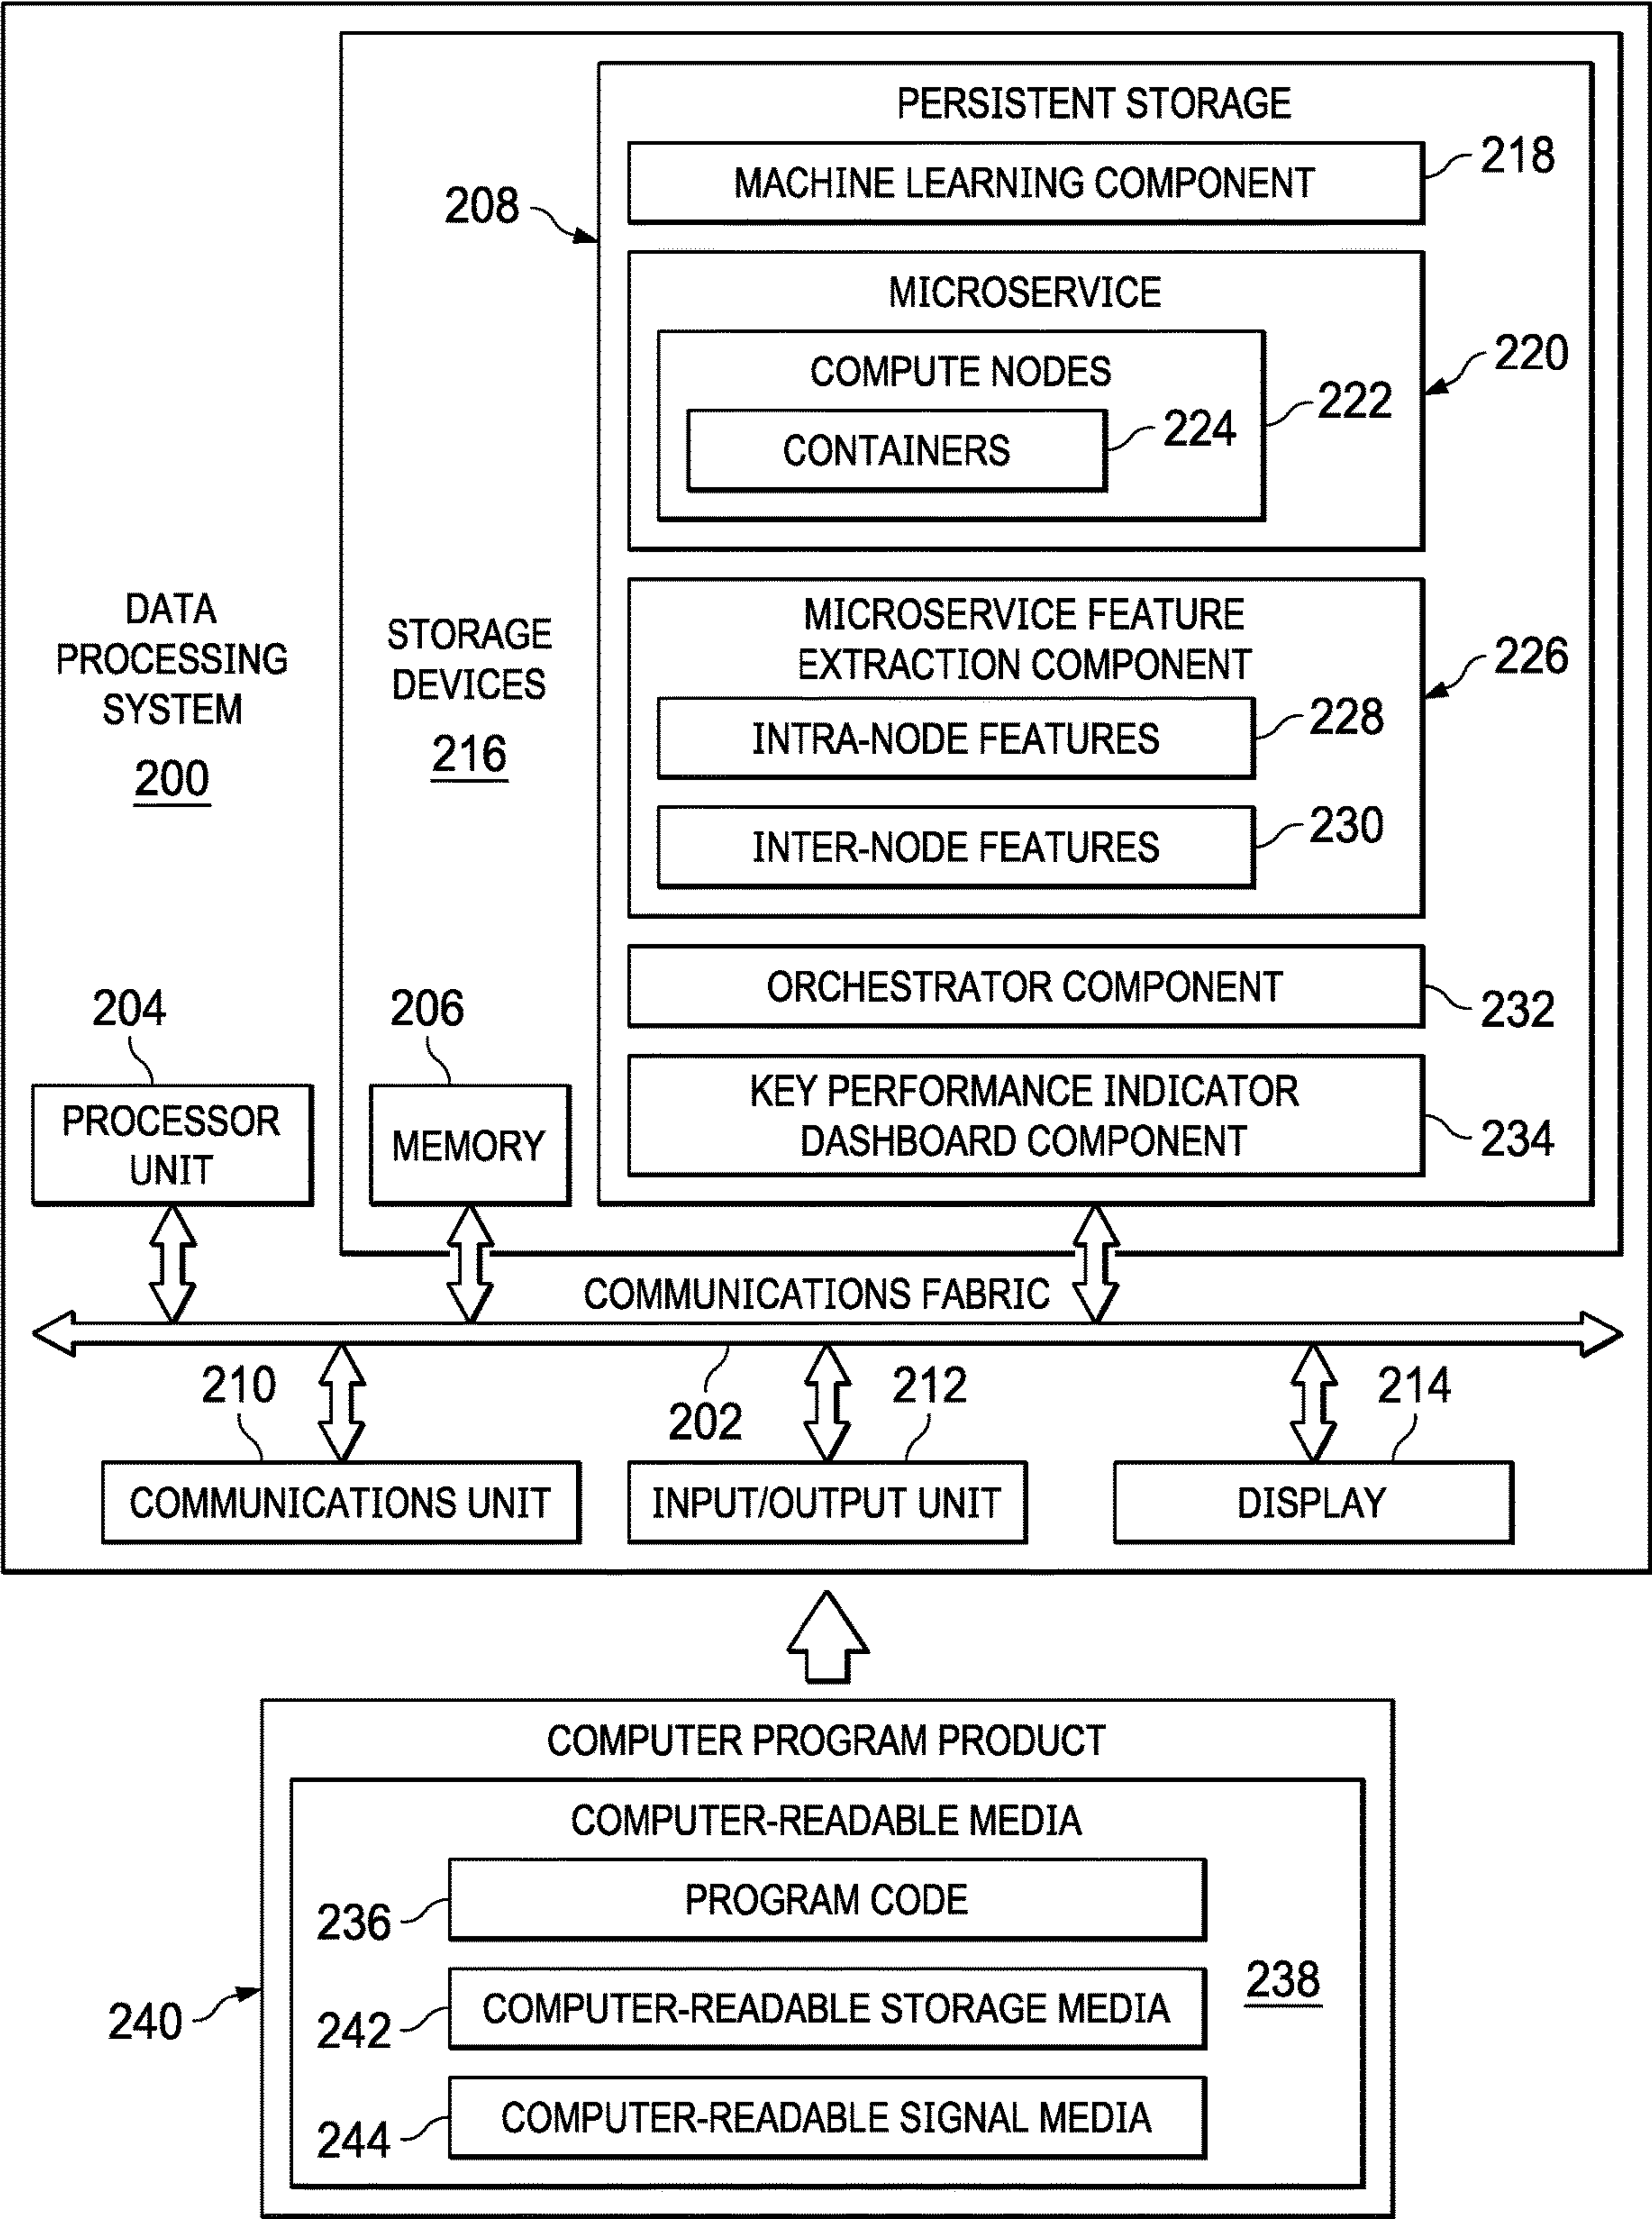 PERSISTENT STORAGE
MACHINE LEARNING COMPONENT
218
208
MICROSERVICE
220
COMPUTE NODES
222
CONTAINERS
224
DATA
PROCESSING
SYSTEM
200
STORAGE
DEVICES
216
MICROSERVICE FEATURE
EXTRACTION COMPONENT
226
INTRA-NODE FEATURES
228
INTER-NODE FEATURES
230
ORCHESTRATOR COMPONENT
232
204
PROCESSOR
UNIT
206
MEMORY
KEY PERFORMANCE INDICATOR
DASHBOARD COMPONENT
234
COMMUNICATIONS FABRIC
202
210
COMMUNICATIONS UNIT
212
INPUT/OUTPUT UNIT
214
DISPLAY
COMPUTER PROGRAM PRODUCT
COMPUTER-READABLE MEDIA
PROGRAM CODE
236
238
240
COMPUTER-READABLE STORAGE MEDIA
242
COMPUTER-READABLE SIGNAL MEDIA
244